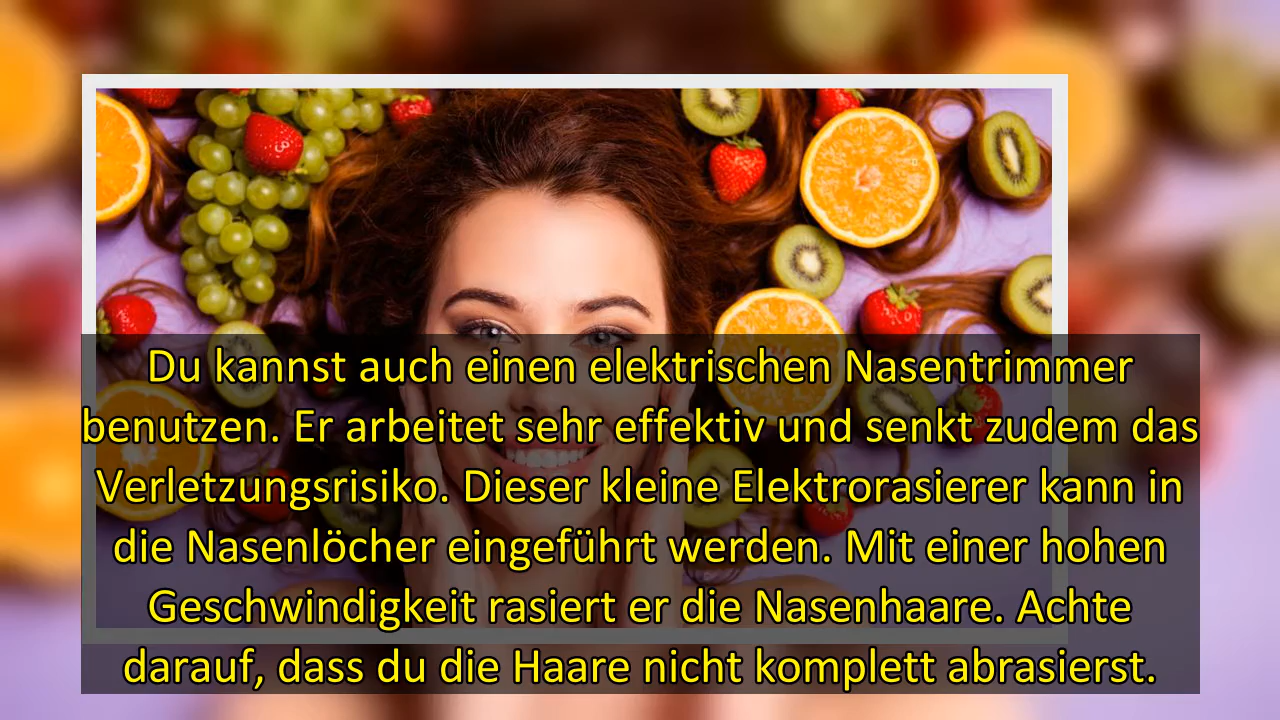 Du kannst auch einen elektrischen Nasentrimmer
benutzen. Er arbeitet sehr effektiv und senkt zudem das
Verletzungsrisiko. Dieser kleine Elektrorasierer kann in
die Nasenlöcher eingeführt werden. Mit einer hohen
Geschwindigkeit rasiert er die Nasenhaare. Achte
darauf, dass du die Haare nicht komplett abrasierst.